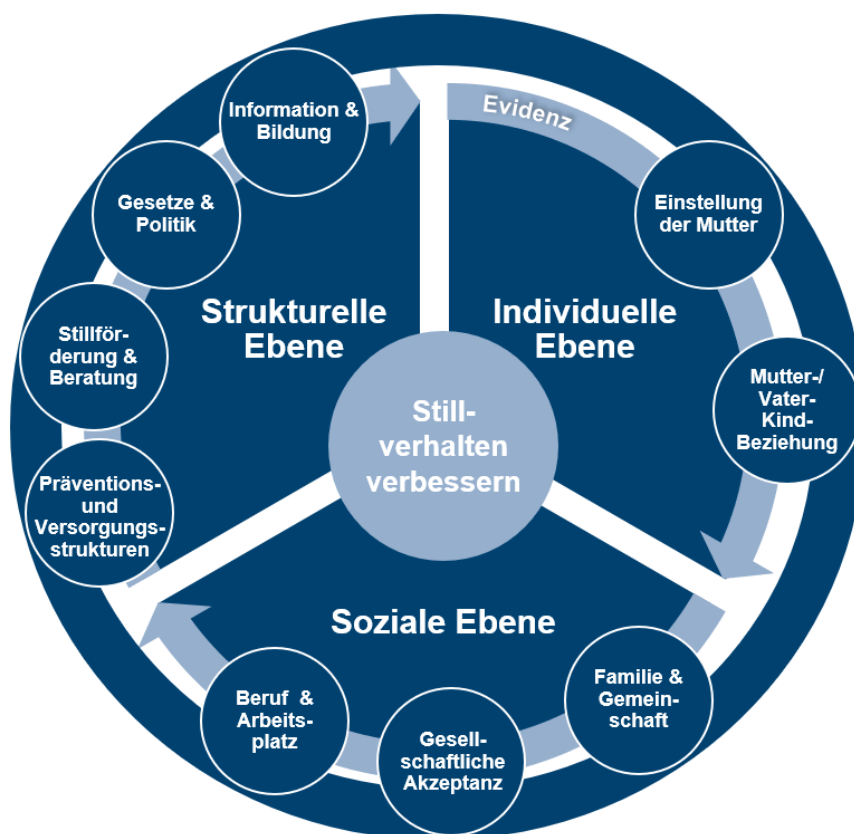 Information &
Bildung
Evidenz
Gesetze &
Politik
Einstellung
der Mutter
Strukturelle
Ebene
Individuelle
Ebene
Stillför-
derung &
Beratung
Mutter-/
Vater-
Kind-
Beziehung
Still-
verhalten
verbessern
Präventions-
und
Versorgungs-
strukturen
Soziale Ebene
Familie &
Gemein-
schaft
Beruf &
Arbeits-
platz
Gesell-
schaftliche
Akzeptanz